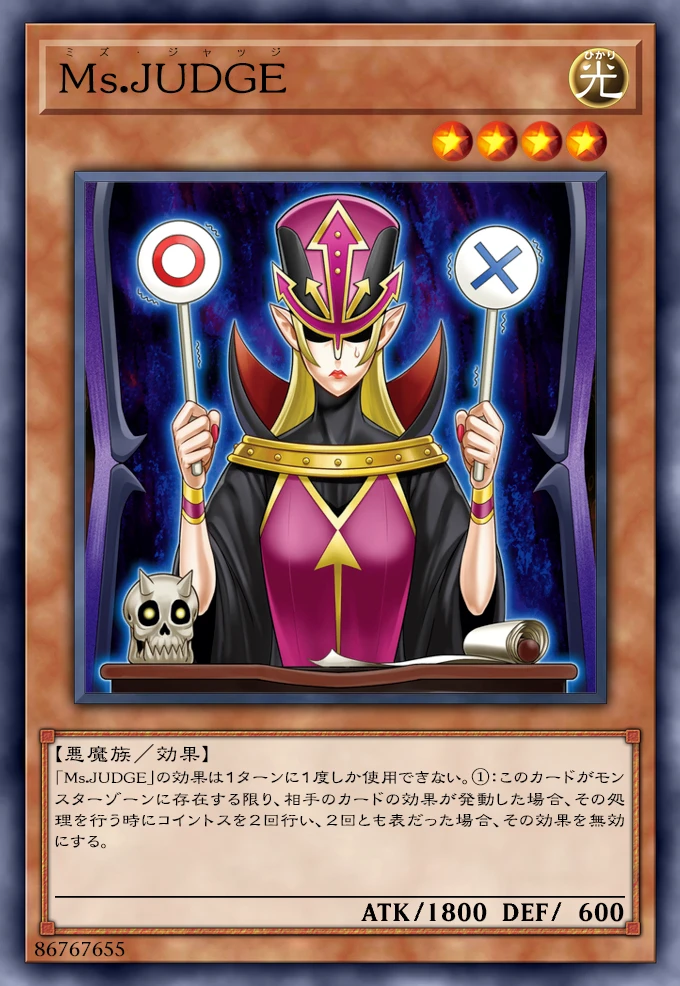 ミズ・ジャッジ
Ms.JUDGE
ひかり
光
【悪魔族／効果】
「Ms.JUDGE」の効果は１ターンに１度しか使用できない。①：このカードがモン
スターゾーンに存在する限り、相手のカードの効果が発動した場合、その処
理を行う時にコイントスを２回行い、２回とも表だった場合、その効果を無効
にする。
ATK/1800 DEF/ 600
86767655